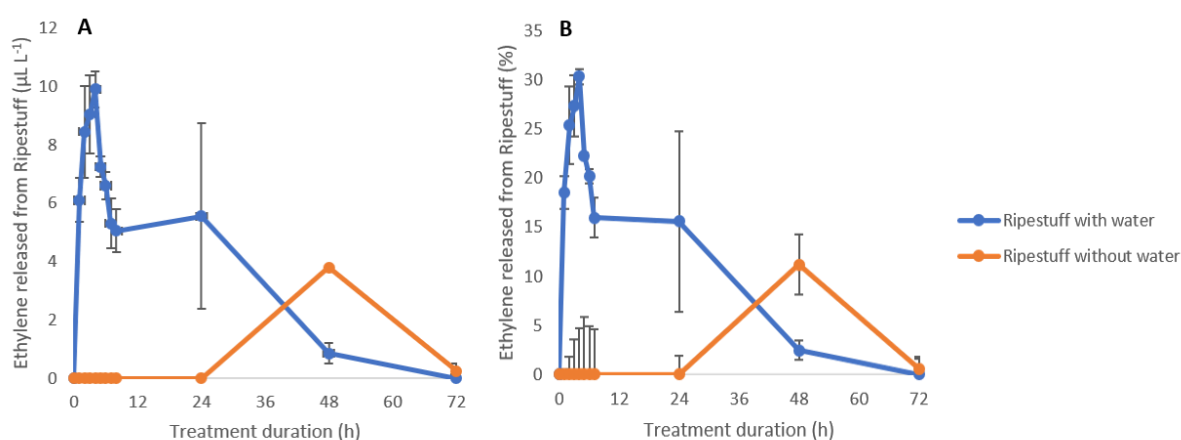 A
Ethylene released from Ripestuff (µL L⁻¹)
12
10
8
6
4
2
0
0 12 24 36 48 60 72
Treatment duration (h)
B
Ethylene released from Ripestuff (%)
35
30
25
20
15
10
5
0
0 12 24 36 48 60 72
Treatment duration (h)
Ripestuff with water
Ripestuff without water